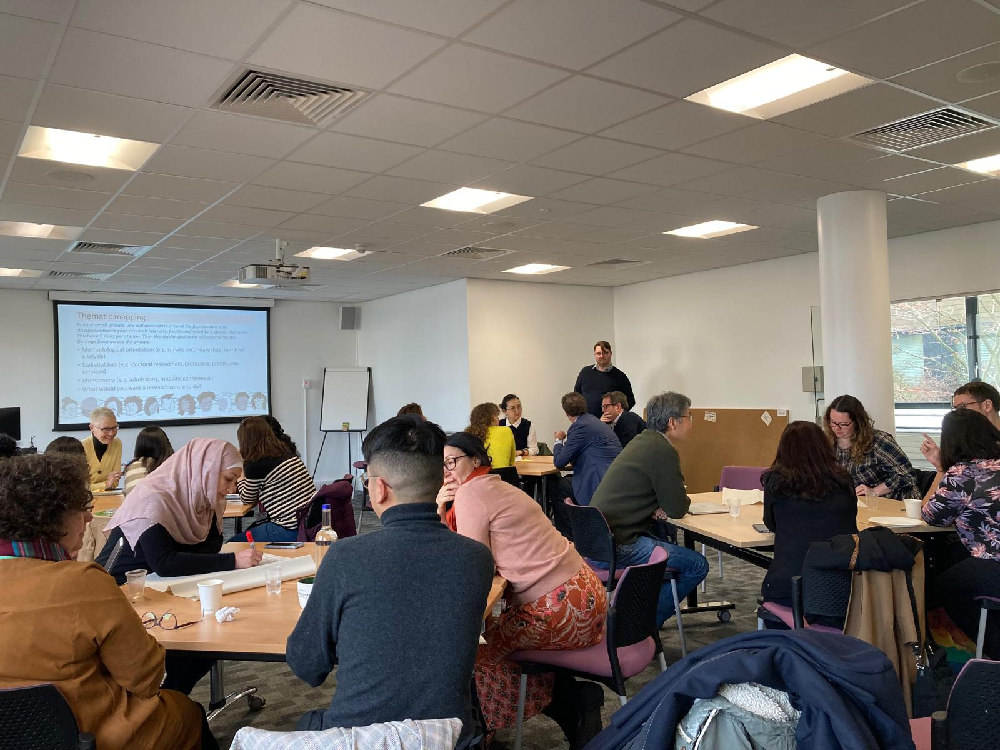 Thematic mapping
In your small groups, you will now rotate around the four stations and
discuss/compare your research interests, facilitated/noted by a station facilitator.
You have 5 mins per station. Then the station facilitator will summarise the
findings from across the groups.
• Methodological orientation (e.g. survey, secondary data, narrative
analysis)
• Stakeholders (e.g. doctoral researchers, professors, professional
services)
• Phenomena (e.g. admissions, mobility, conferences)
• What would you want a research centre to do?